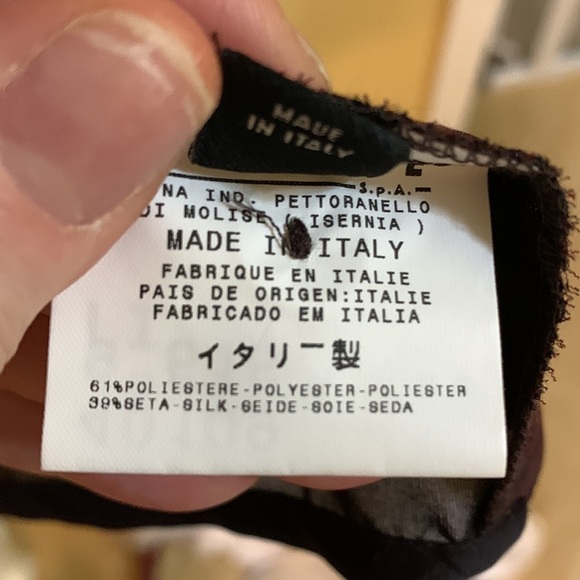 MADE
IN ITALY
S.p.A.
NA IND. PETTORANELLO
DI MOLISE ( ISERNIA )
MADE IN ITALY
FABRIQUE EN ITALIE
PAIS DE ORIGEN:ITALIE
FABRICADO EM ITALIA
イタリー製
61%POLIESTERE-POLYESTER-POLIESTER
39%SETA-SILK-SEIDE-SOIE-SEDA